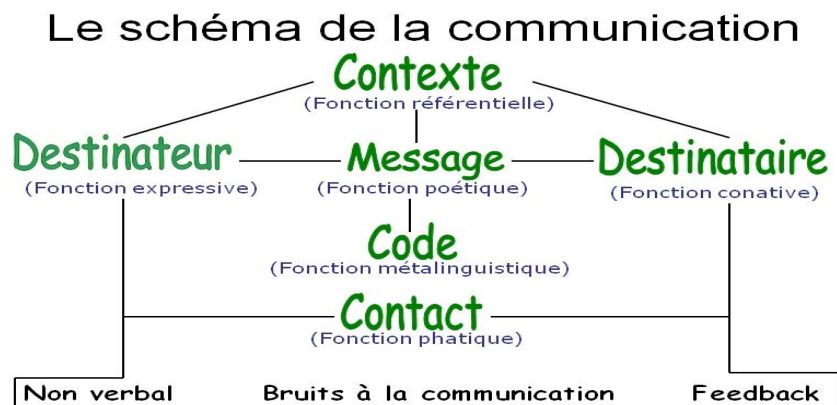 Le schéma de la communication
Contexte
(Fonction référentielle)
Destinateur Message Destinataire
(Fonction expressive) (Fonction poétique) (Fonction conative)
Code
(Fonction métalinguistique)
Contact
(Fonction phatique)
Non verbal Bruits à la communication Feedback